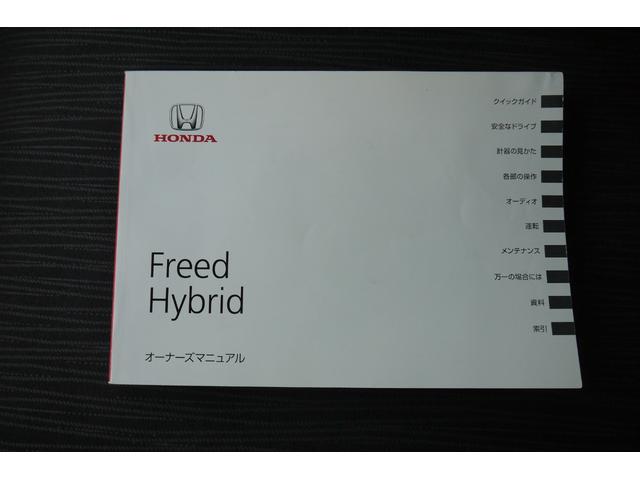 HONDA
Freed
Hybrid
オーナーズマニュアル
クイックガイド
安全なドライブ
計器の見かた
各部の操作
オーディオ
運転
メンテナンス
万一の場合には
資料
索引